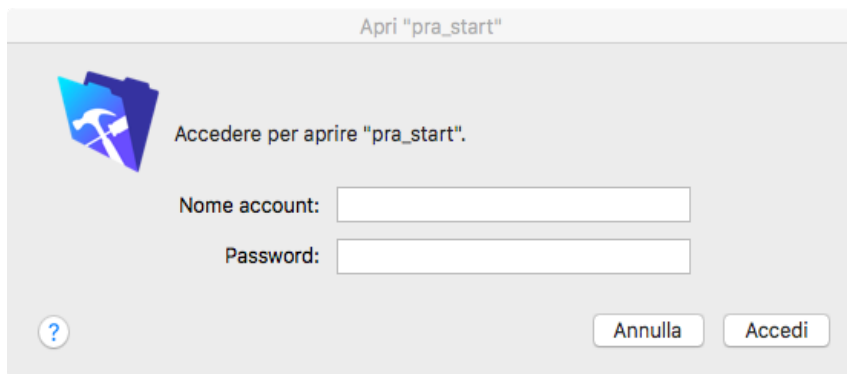 Apri "pra_start"
Accedere per aprire "pra_start".
Nome account:
Password:
?
Annulla
Accedi